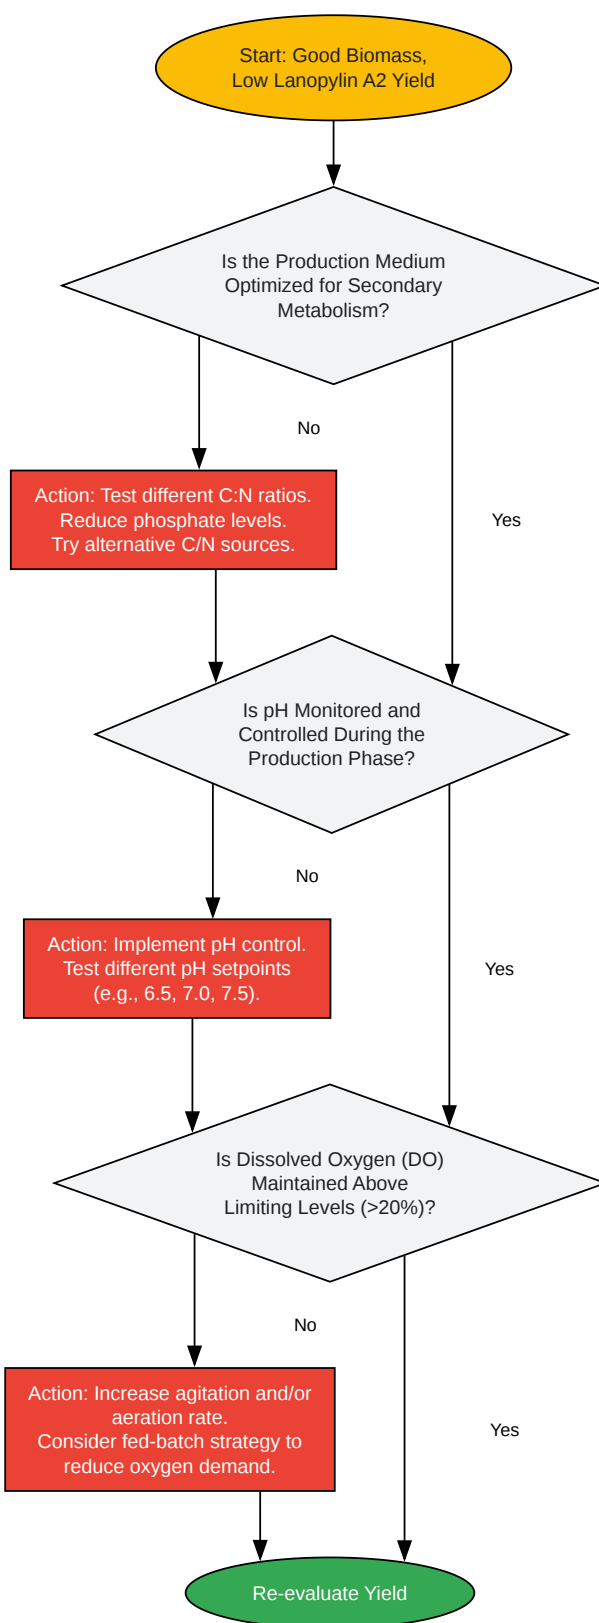 Start: Good Biomass,
Low Lanopylin A2 Yield
Is the Production Medium
Optimized for Secondary
Metabolism?
No
Action: Test different C:N ratios.
Reduce phosphate levels.
Try alternative C/N sources.
Yes
Is pH Monitored and
Controlled During the
Production Phase?
No
Action: Implement pH control.
Test different pH setpoints
(e.g., 6.5, 7.0, 7.5).
Yes
Is Dissolved Oxygen (DO)
Maintained Above
Limiting Levels (>20%)?
No
Action: Increase agitation and/or
aeration rate.
Consider fed-batch strategy to
reduce oxygen demand.
Yes
Re-evaluate Yield